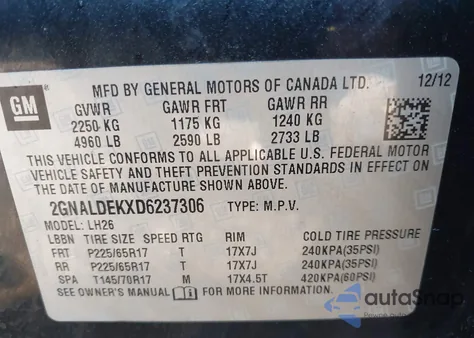 GM
MFD BY GENERAL MOTORS OF CANADA LTD. 12/12
GVWR GAWR FRT GAWR RR
2250 KG 1175 KG 1240 KG
4960 LB 2590 LB 2733 LB
THIS VEHICLE CONFORMS TO ALL APPLICABLE U.S. FEDERAL MOTOR
VEHICLE SAFETY AND THEFT PREVENTION STANDARDS IN EFFECT ON
THE DATE OF MANUFACTURE SHOWN ABOVE.
2GNALDEKXD6237306 TYPE: M.P.V.
MODEL: LH26
LBBN TIRE SIZE SPEED RTG RIM COLD TIRE PRESSURE
FRT P225/65R17 T 17X7J 240KPA(35PSI)
RR P225/65R17 T 17X7J 240KPA(35PSI)
SPA T145/70R17 M 17X4.5T 420KPA(60PSI)
SEE OWNER'S MANUAL FOR MORE INFORMATION
autoSnap
Power by AutoSnap